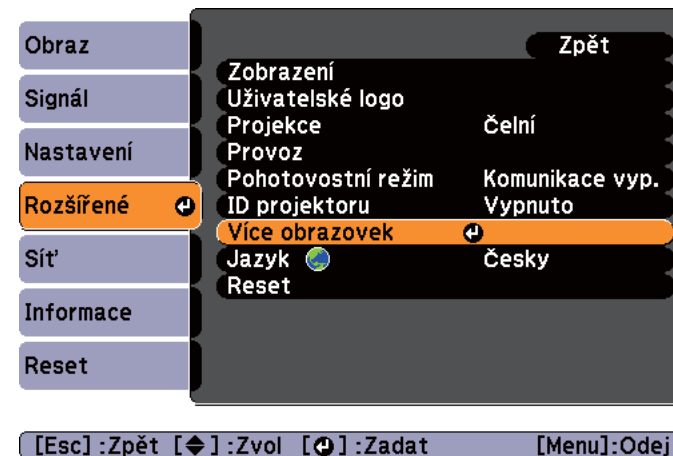 Obraz
Signál
Nastavení
Rozšířené
Síť
Informace
Reset
Zpět
Zobrazení
Uživatelské logo
Projekce Čelní
Provoz
Pohotovostní režim Komunikace vyp.
ID projektoru Vypnuto
Více obrazovek
Jazyk Česky
Reset
[Esc] :Zpět [◆] :Zvol [⏎] :Zadat [Menu]:Odej